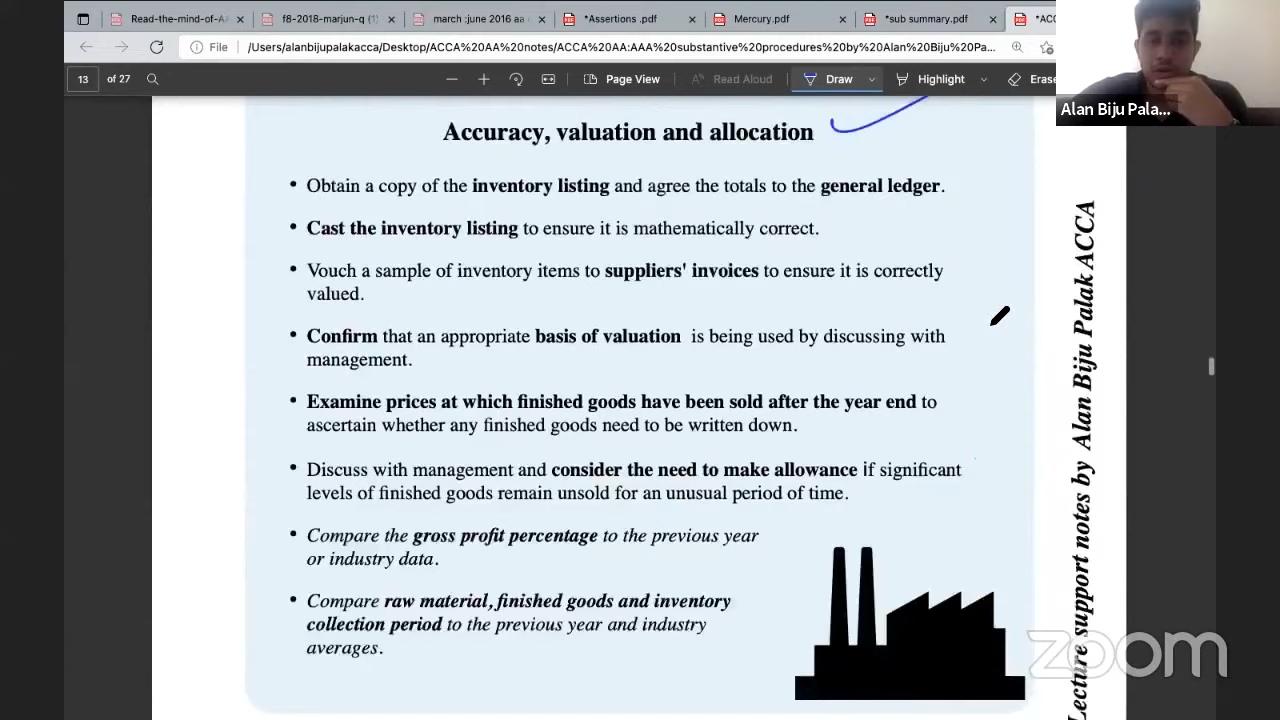 Read-the-mind-of-AA
f8-2018-marjun-q (1)
march :june 2016 aa
*Assertions .pdf
Mercury.pdf
*sub summary.pdf
*ACC
File
/Users/alanbijupalakacca/Desktop/ACCA%20AA%20notes/ACCA%20AA:AAA%20substantive%20procedures%20by%20Alan%20Biju%20Pa...
13
of 27
Page View
Read Aloud
Draw
Highlight
Erase
Alan Biju Pala...
Accuracy, valuation and allocation
• Obtain a copy of the inventory listing and agree the totals to the general ledger.
• Cast the inventory listing to ensure it is mathematically correct.
• Vouch a sample of inventory items to suppliers' invoices to ensure it is correctly
valued.
• Confirm that an appropriate basis of valuation is being used by discussing with
management.
• Examine prices at which finished goods have been sold after the year end to
ascertain whether any finished goods need to be written down.
• Discuss with management and consider the need to make allowance if significant
levels of finished goods remain unsold for an unusual period of time.
• Compare the gross profit percentage to the previous year
or industry data.
• Compare raw material, finished goods and inventory
collection period to the previous year and industry
averages.
Lecture support notes by Alan Biju Palak ACCA
zoom